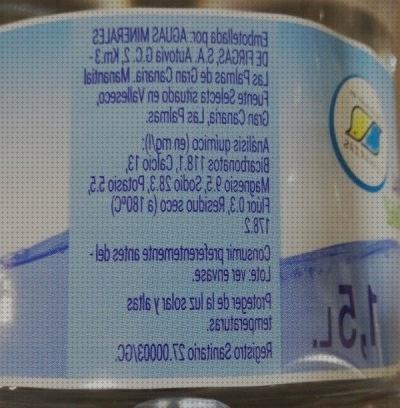 Embotellada por: AGUAS MINERALES
DE FIRGAS, S.A. Autovía G.C. 2, Km.3 -
Las Palmas de Gran Canaria. Manantial
Fuente Selecta situado en Valleseco,
Gran Canaria, Las Palmas.
Análisis químico (en mg/l):
Bicarbonatos 118,1, Calcio 13,
Magnesio 9.5, Sodio 28.3, Potasio 5.5,
Flúor 0.3, Residuo seco (a 180ºC)
178.2.
Consumir preferentemente antes del -
Lote: ver envase.
Proteger de la luz solar y altas
temperaturas.
Registro Sanitario 27.00003/GC.
1,5L.